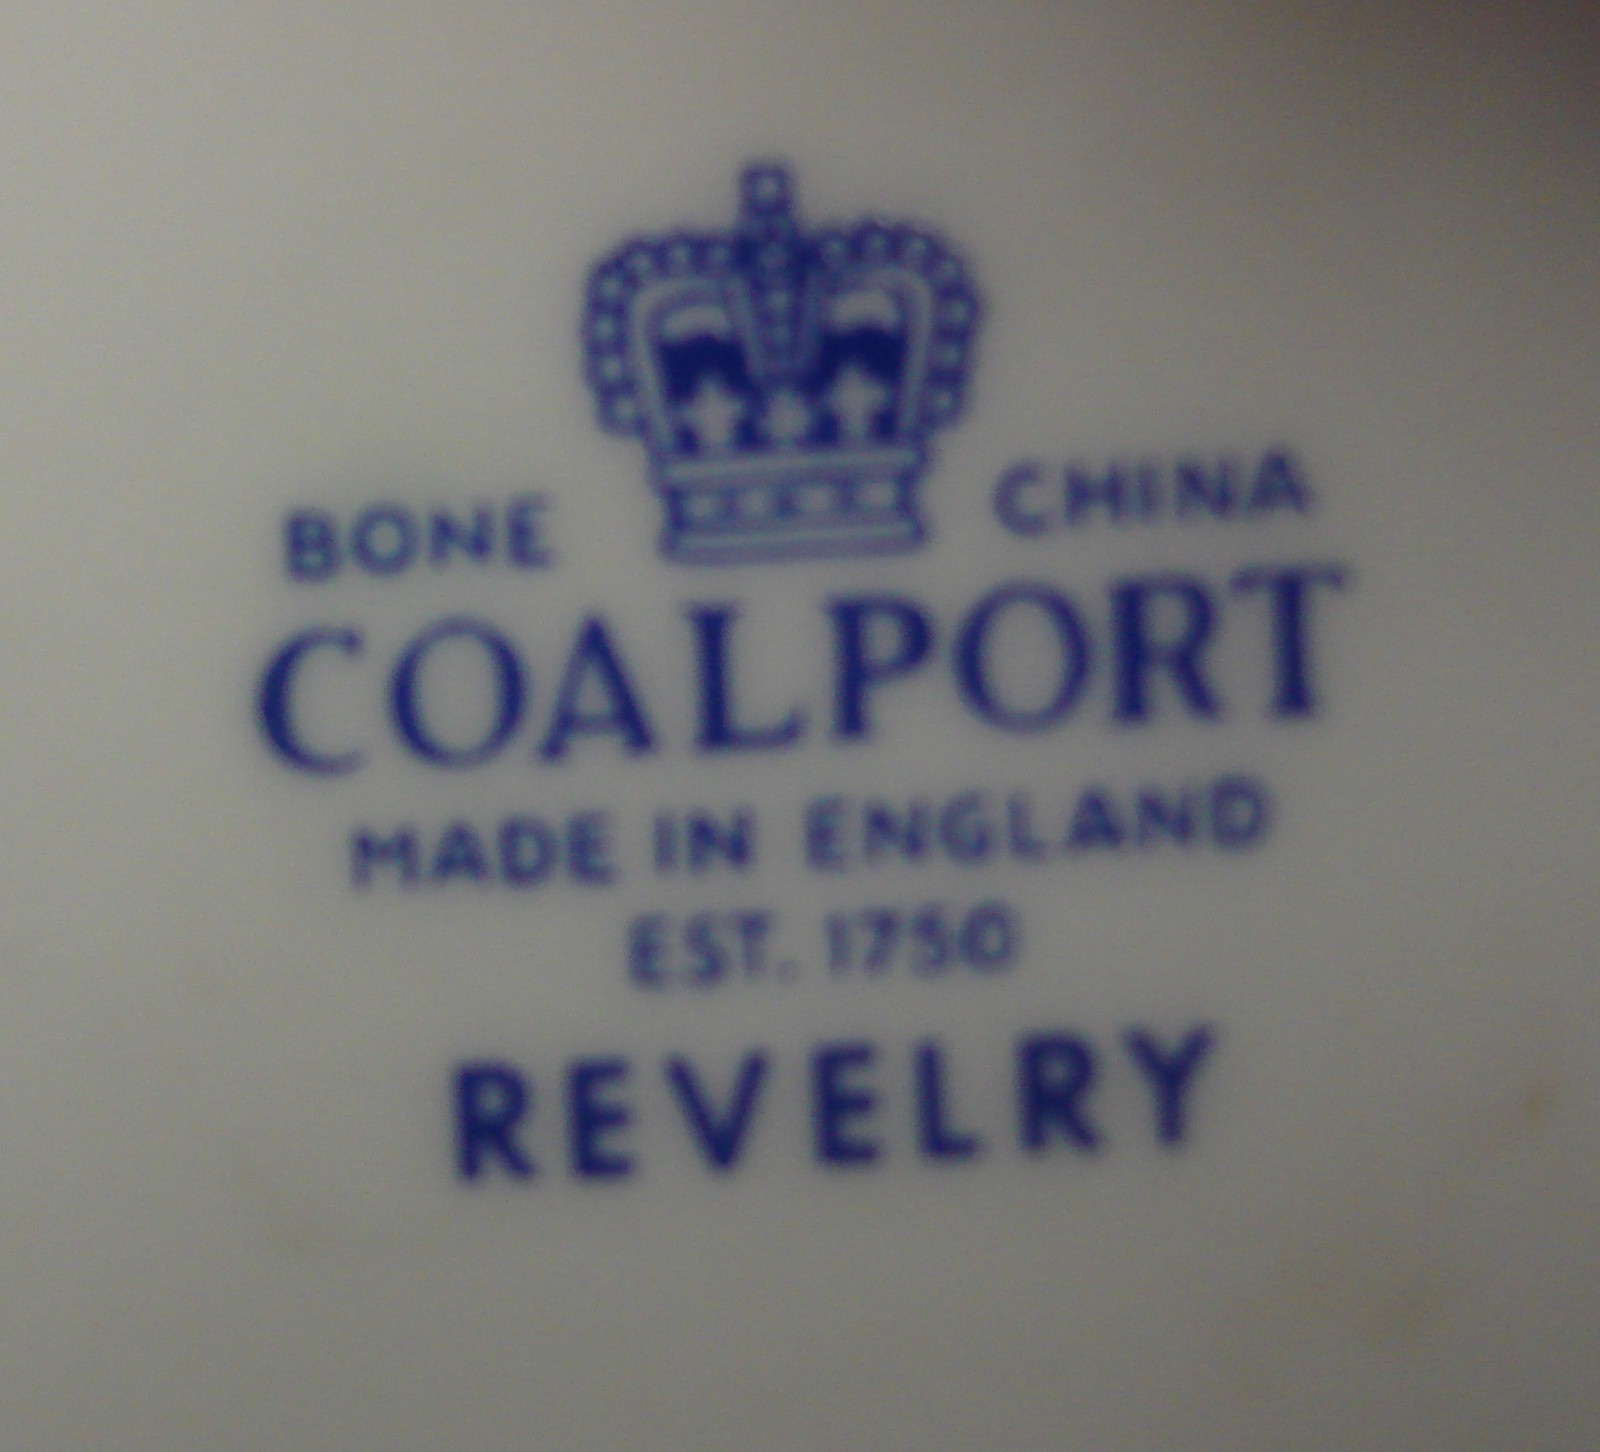 BONE CHINA
COALPORT
MADE IN ENGLAND
EST. 1750
REVELRY